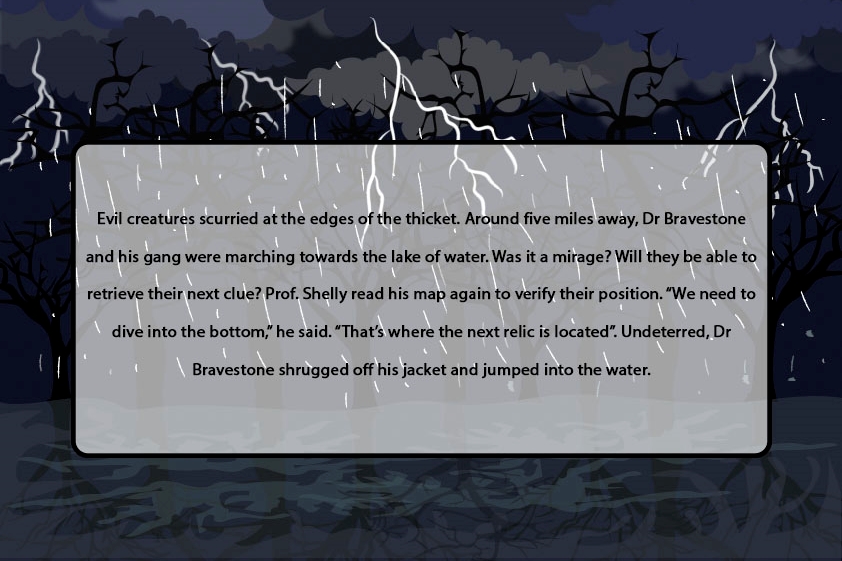 Evil creatures scurried at the edges of the thicket. Around five miles away, Dr Bravestone
and his gang were marching towards the lake of water. Was it a mirage? Will they be able to
retrieve their next clue? Prof. Shelly read his map again to verify their position. “We need to
dive into the bottom,” he said. “That’s where the next relic is located”. Undeterred, Dr
Bravestone shrugged off his jacket and jumped into the water.